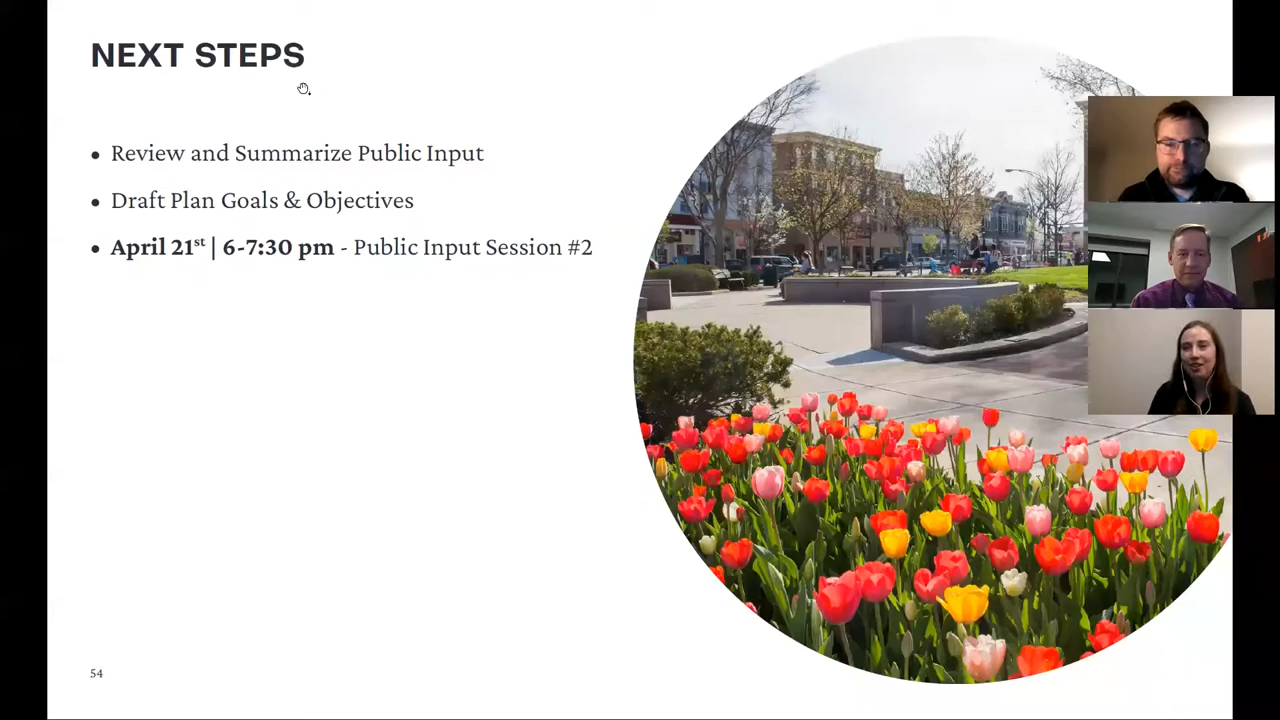 NEXT STEPS
• Review and Summarize Public Input
• Draft Plan Goals & Objectives
• April 21st | 6-7:30 pm - Public Input Session #2
54